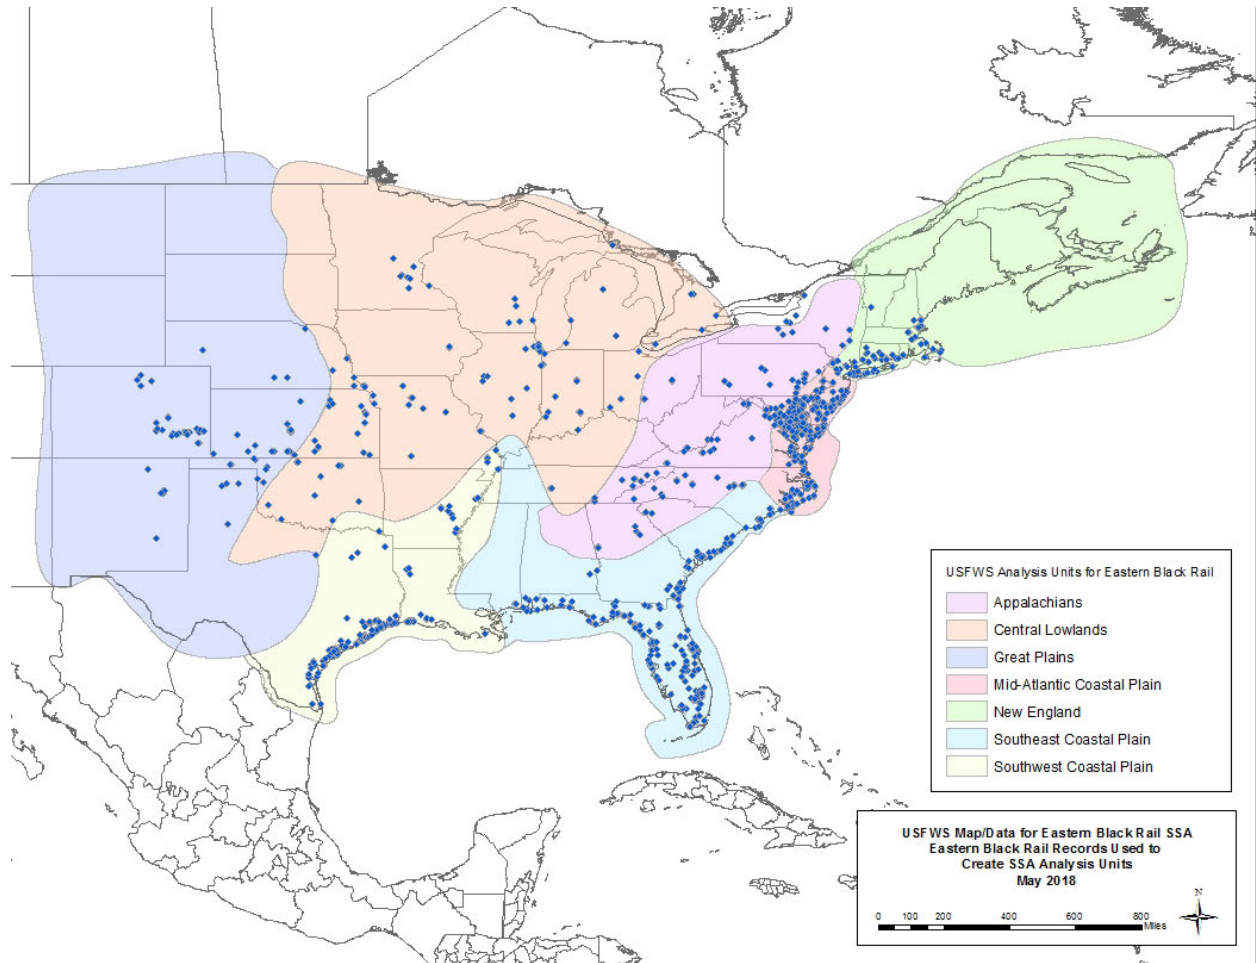 USFWS Analysis Units for Eastern Black Rail
Appalachians
Central Lowlands
Great Plains
Mid-Atlantic Coastal Plain
New England
Southeast Coastal Plain
Southwest Coastal Plain
USFWS Map/Data for Eastern Black Rail SSA
Eastern Black Rail Records Used to
Create SSA Analysis Units
May 2018
N
0 100 200 400 600 800
Miles